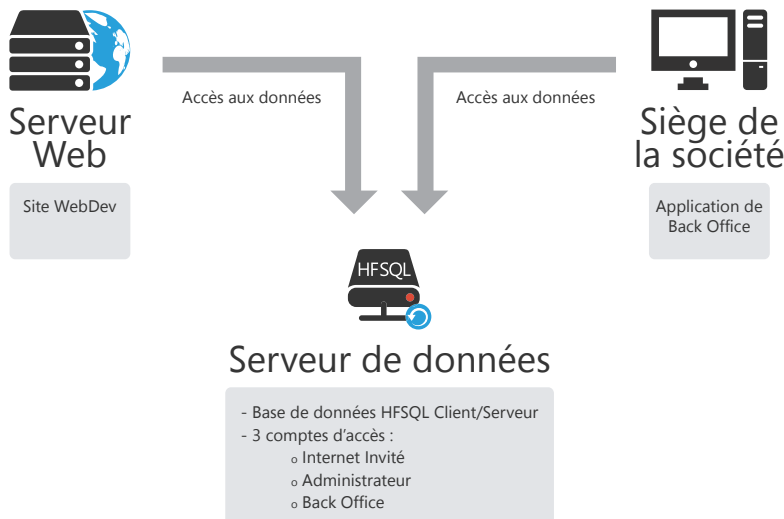 Accès aux données
Accès aux données
Serveur
Web
Siège de
la société
Site WebDev
Application de
Back Office
HFSQL
Serveur de données
- Base de données HFSQL Client/Serveur
- 3 comptes d'accès :
o Internet Invité
o Administrateur
o Back Office